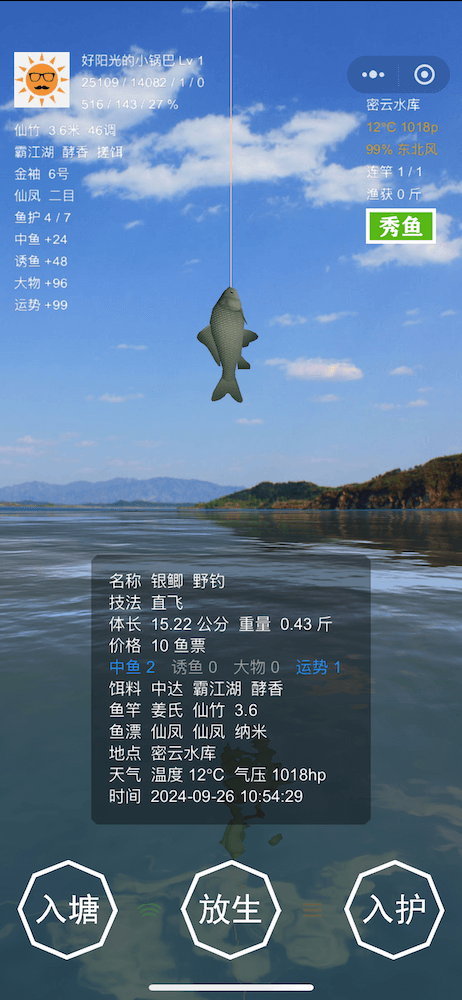 好阳光的小锅巴 Lv 1
25109 / 14082 / 1 / 0
516 / 143 / 27 %
仙竹 3.6米 46调
霸江湖 酵香 搓饵
金袖 6号
仙凤 二目
鱼护 4 / 7
中鱼 +24
诱鱼 +48
大物 +96
运势 +99
密云水库
12°C 1018p
99% 东北风
连竿 1 / 1
渔获 0 斤
秀鱼
名称 银鲫 野钓
技法 直飞
体长 15.22 公分 重量 0.43 斤
价格 10 鱼票
中鱼 2 诱鱼 0 大物 0 运势 1
饵料 中达 霸江湖 酵香
鱼竿 姜氏 仙竹 3.6
鱼漂 仙凤 仙凤 纳米
地点 密云水库
天气 温度 12°C 气压 1018hp
时间 2024-09-26 10:54:29
入塘
放生
入护